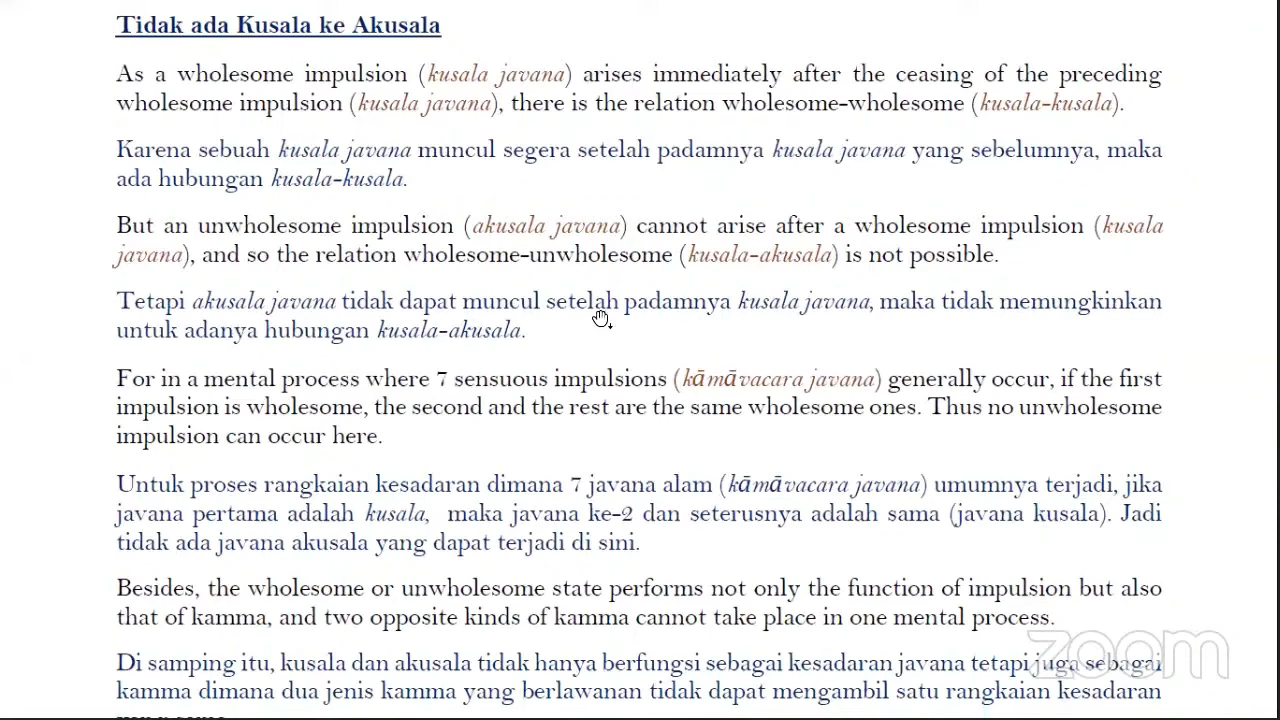 Tidak ada Kusala ke Akusala
As a wholesome impulsion (kusala javana) arises immediately after the ceasing of the preceding
wholesome impulsion (kusala javana), there is the relation wholesome-wholesome (kusala-kusala).
Karena sebuah kusala javana muncul segera setelah padamnya kusala javana yang sebelumnya, maka
ada hubungan kusala-kusala.
But an unwholesome impulsion (akusala javana) cannot arise after a wholesome impulsion (kusala
javana), and so the relation wholesome-unwholesome (kusala-akusala) is not possible.
Tetapi akusala javana tidak dapat muncul setelah padamnya kusala javana, maka tidak memungkinkan
untuk adanya hubungan kusala-akusala.
For in a mental process where 7 sensuous impulsions (kāmāvacara javana) generally occur, if the first
impulsion is wholesome, the second and the rest are the same wholesome ones. Thus no unwholesome
impulsion can occur here.
Untuk proses rangkaian kesadaran dimana 7 javana alam (kāmāvacara javana) umumnya terjadi, jika
javana pertama adalah kusala, maka javana ke-2 dan seterusnya adalah sama (javana kusala). Jadi
tidak ada javana akusala yang dapat terjadi di sini.
Besides, the wholesome or unwholesome state performs not only the function of impulsion but also
that of kamma, and two opposite kinds of kamma cannot take place in one mental process.
Di samping itu, kusala dan akusala tidak hanya berfungsi sebagai kesadaran javana tetapi juga sebagai
kamma dimana dua jenis kamma yang berlawanan tidak dapat mengambil satu rangkaian kesadaran
zoom